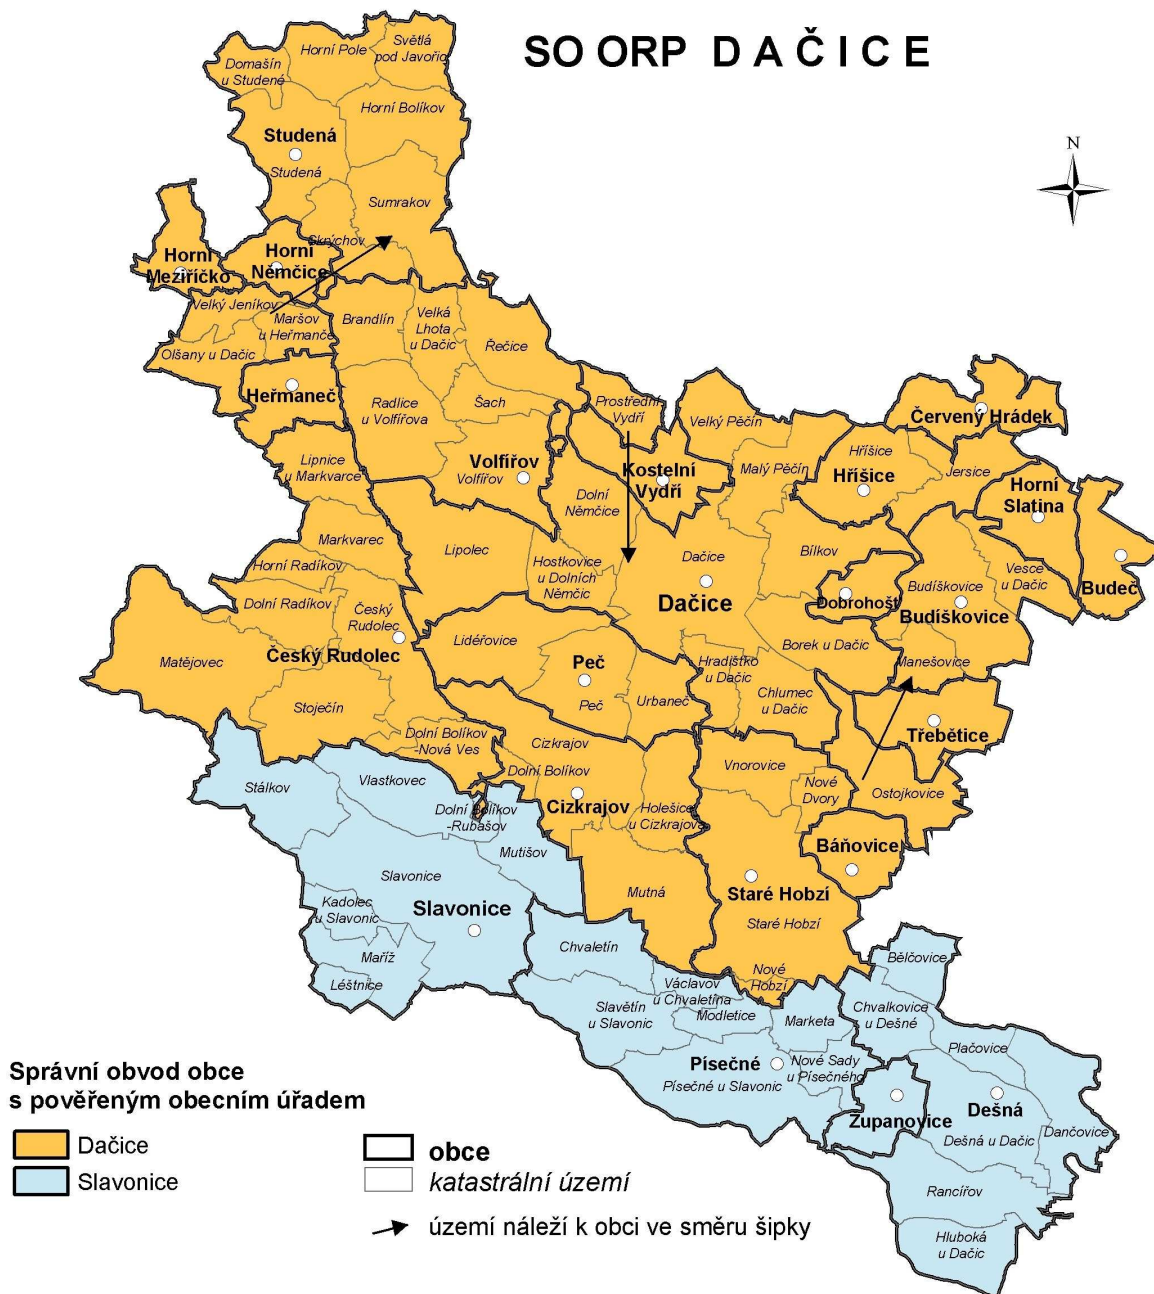 SO ORP DAČICE
N
Světlá
pod Javořic
Horní Pole
Domašín
u Studené
Horní Bolíkov
Studená
Studená
Sumrakov
Skrýchov
Horní
Meziříčko
Horní
Němčice
Velký Jeníkov
Maršov
u Heřmanče
Olšany u Dačic
Heřmaneč
Brandlín
Velká
Lhota
u Dačic
Řečice
Radlice
u Volfířova
Šach
Volfířov
Volfířov
Prostřední
Vydří
Kostelní
Vydří
Velký Pěčín
Malý Pěčín
Hříšice
Hříšice
Červený Hrádek
Jersice
Horní
Slatina
Lipnice
u Markvarce
Markvarec
Horní Radíkov
Dolní Radíkov
Český
Rudolec
Český Rudolec
Matějovec
Stoječín
Dolní Bolíkov
-Nová Ves
Lipolec
Dolní
Němčice
Hostkovice
u Dolních
Němčic
Dačice
Dačice
Bílkov
Dobrohošť
Budíškovice
Budíškovice
Vesce
u Dačic
Budeč
Lidéřovice
Peč
Peč
Urbaneč
Hradišťko
u Dačic
Borek u Dačic
Chlumec
u Dačic
Manešovice
Třebětice
Cizkrajov
Dolní Bolíkov
Cizkrajov
Holešice
u Cizkrajova
Mutná
Vnorovice
Nové
Dvory
Ostojkovice
Báňovice
Staré Hobzí
Staré Hobzí
Nové
Hobzí
Stálkov
Vlastkovec
Dolní Bolíkov
-Rubašov
Mutišov
Slavonice
Slavonice
Kadolec
u Slavonic
Maříž
Léštnice
Chvaletín
Václavov
u Chvaletína
Slavětín
u Slavonic
Modletice
Marketa
Písečné
Písečné u Slavonic
Nové Sady
u Písečného
Bělčovice
Chvalkovice
u Dešné
Plačovice
Županovice
Dešná
Dešná u Dačic
Dančovice
Rancířov
Hluboká
u Dačic
Správní obvod obce
s pověřeným obecním úřadem
Dačice
Slavonice
obce
katastrální území
území náleží k obci ve směru šipky